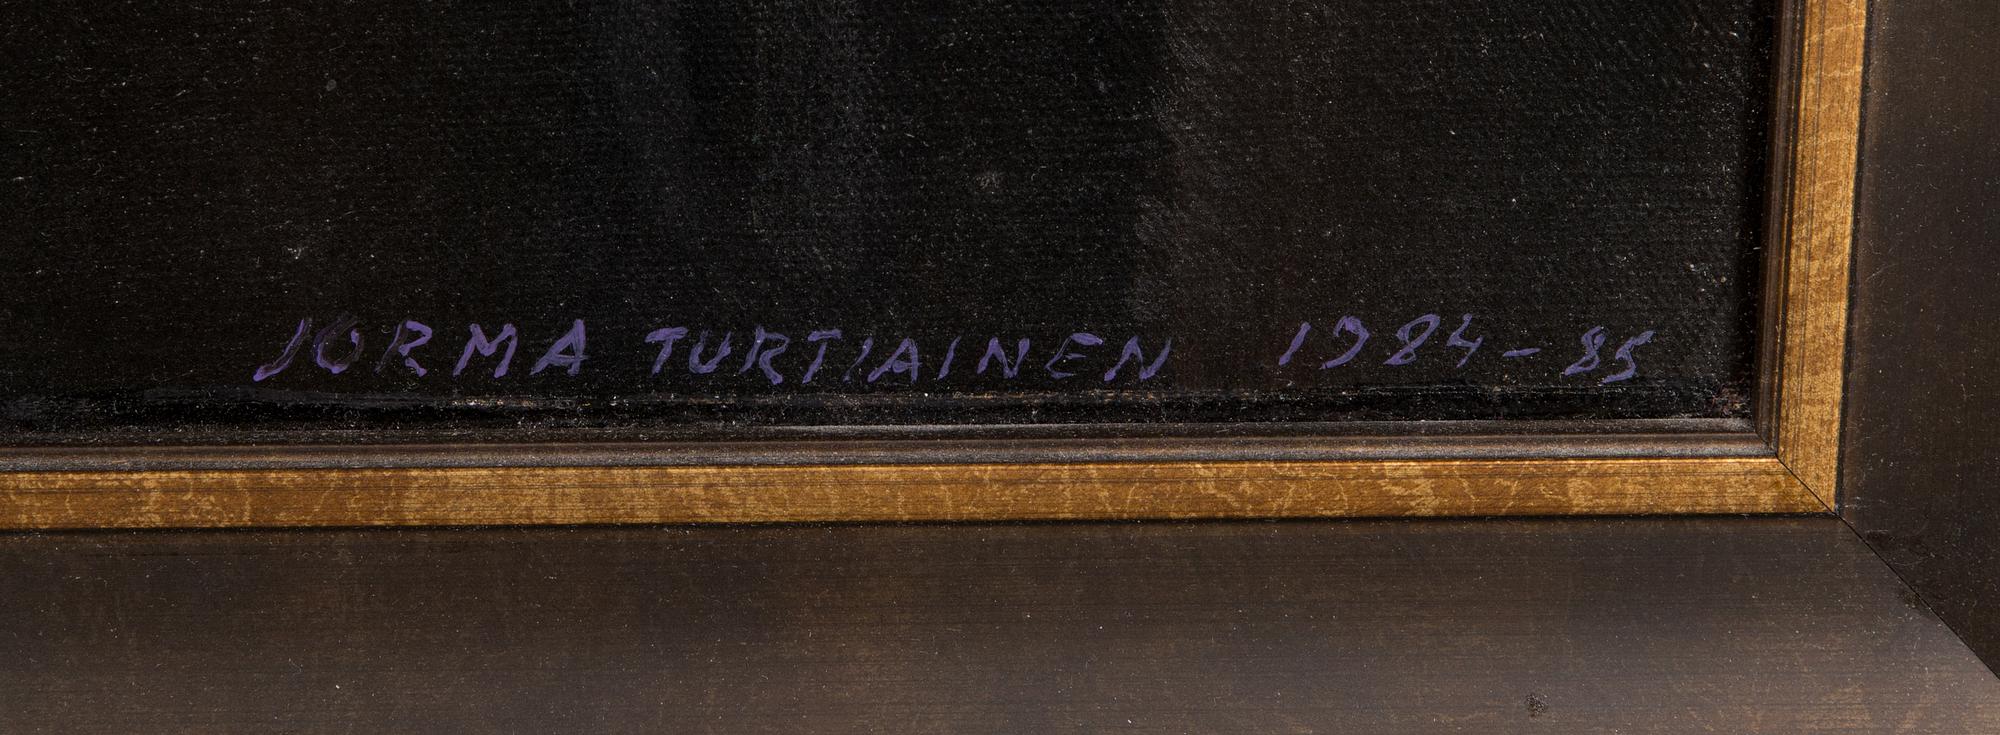 JORMA TURTIAINEN 1984-85